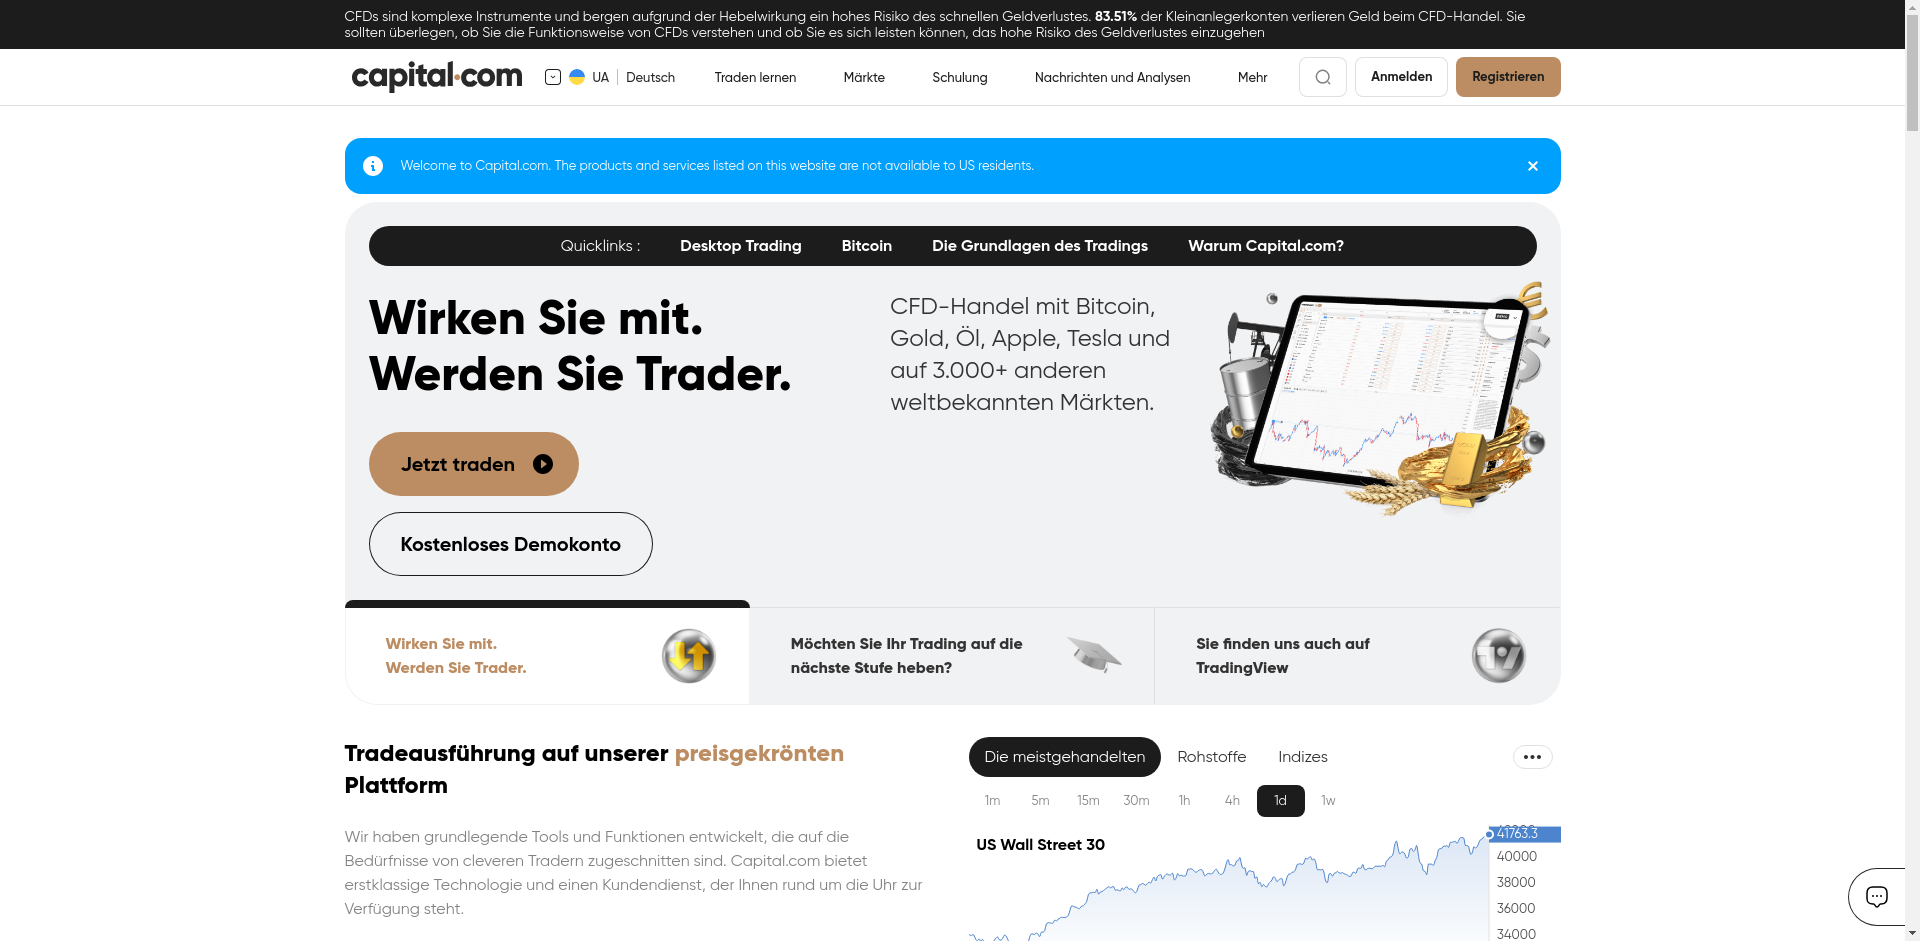 CFDs sind komplexe Instrumente und bergen aufgrund der Hebelwirkung ein hohes Risiko des schnellen Geldverlustes. 83.51% der Kleinanlegerkonten verlieren Geld beim CFD-Handel. Sie
sollten überlegen, ob Sie die Funktionsweise von CFDs verstehen und ob Sie es sich leisten können, das hohe Risiko des Geldverlustes einzugehen
capital.com
UA Deutsch
Traden lernen
Märkte
Schulung
Nachrichten und Analysen
Mehr
Anmelden
Registrieren
Welcome to Capital.com. The products and services listed on this website are not available to US residents.
Quicklinks : Desktop Trading Bitcoin Die Grundlagen des Tradings Warum Capital.com?
Wirken Sie mit.
Werden Sie Trader.
CFD-Handel mit Bitcoin,
Gold, Öl, Apple, Tesla und
auf 3.000+ anderen
weltbekannten Märkten.
Jetzt traden
Kostenloses Demokonto
Wirken Sie mit.
Werden Sie Trader.
Möchten Sie Ihr Trading auf die
nächste Stufe heben?
Sie finden uns auch auf
TradingView
Tradeausführung auf unserer preisgekrönten
Plattform
Wir haben grundlegende Tools und Funktionen entwickelt, die auf die
Bedürfnisse von cleveren Tradern zugeschnitten sind. Capital.com bietet
erstklassige Technologie und einen Kundendienst, der Ihnen rund um die Uhr zur
Verfügung steht.
Die meistgehandelten Rohstoffe Indizes
1m 5m 15m 30m 1h 4h 1d 1w
US Wall Street 30
41763.3
40000
38000
36000
34000